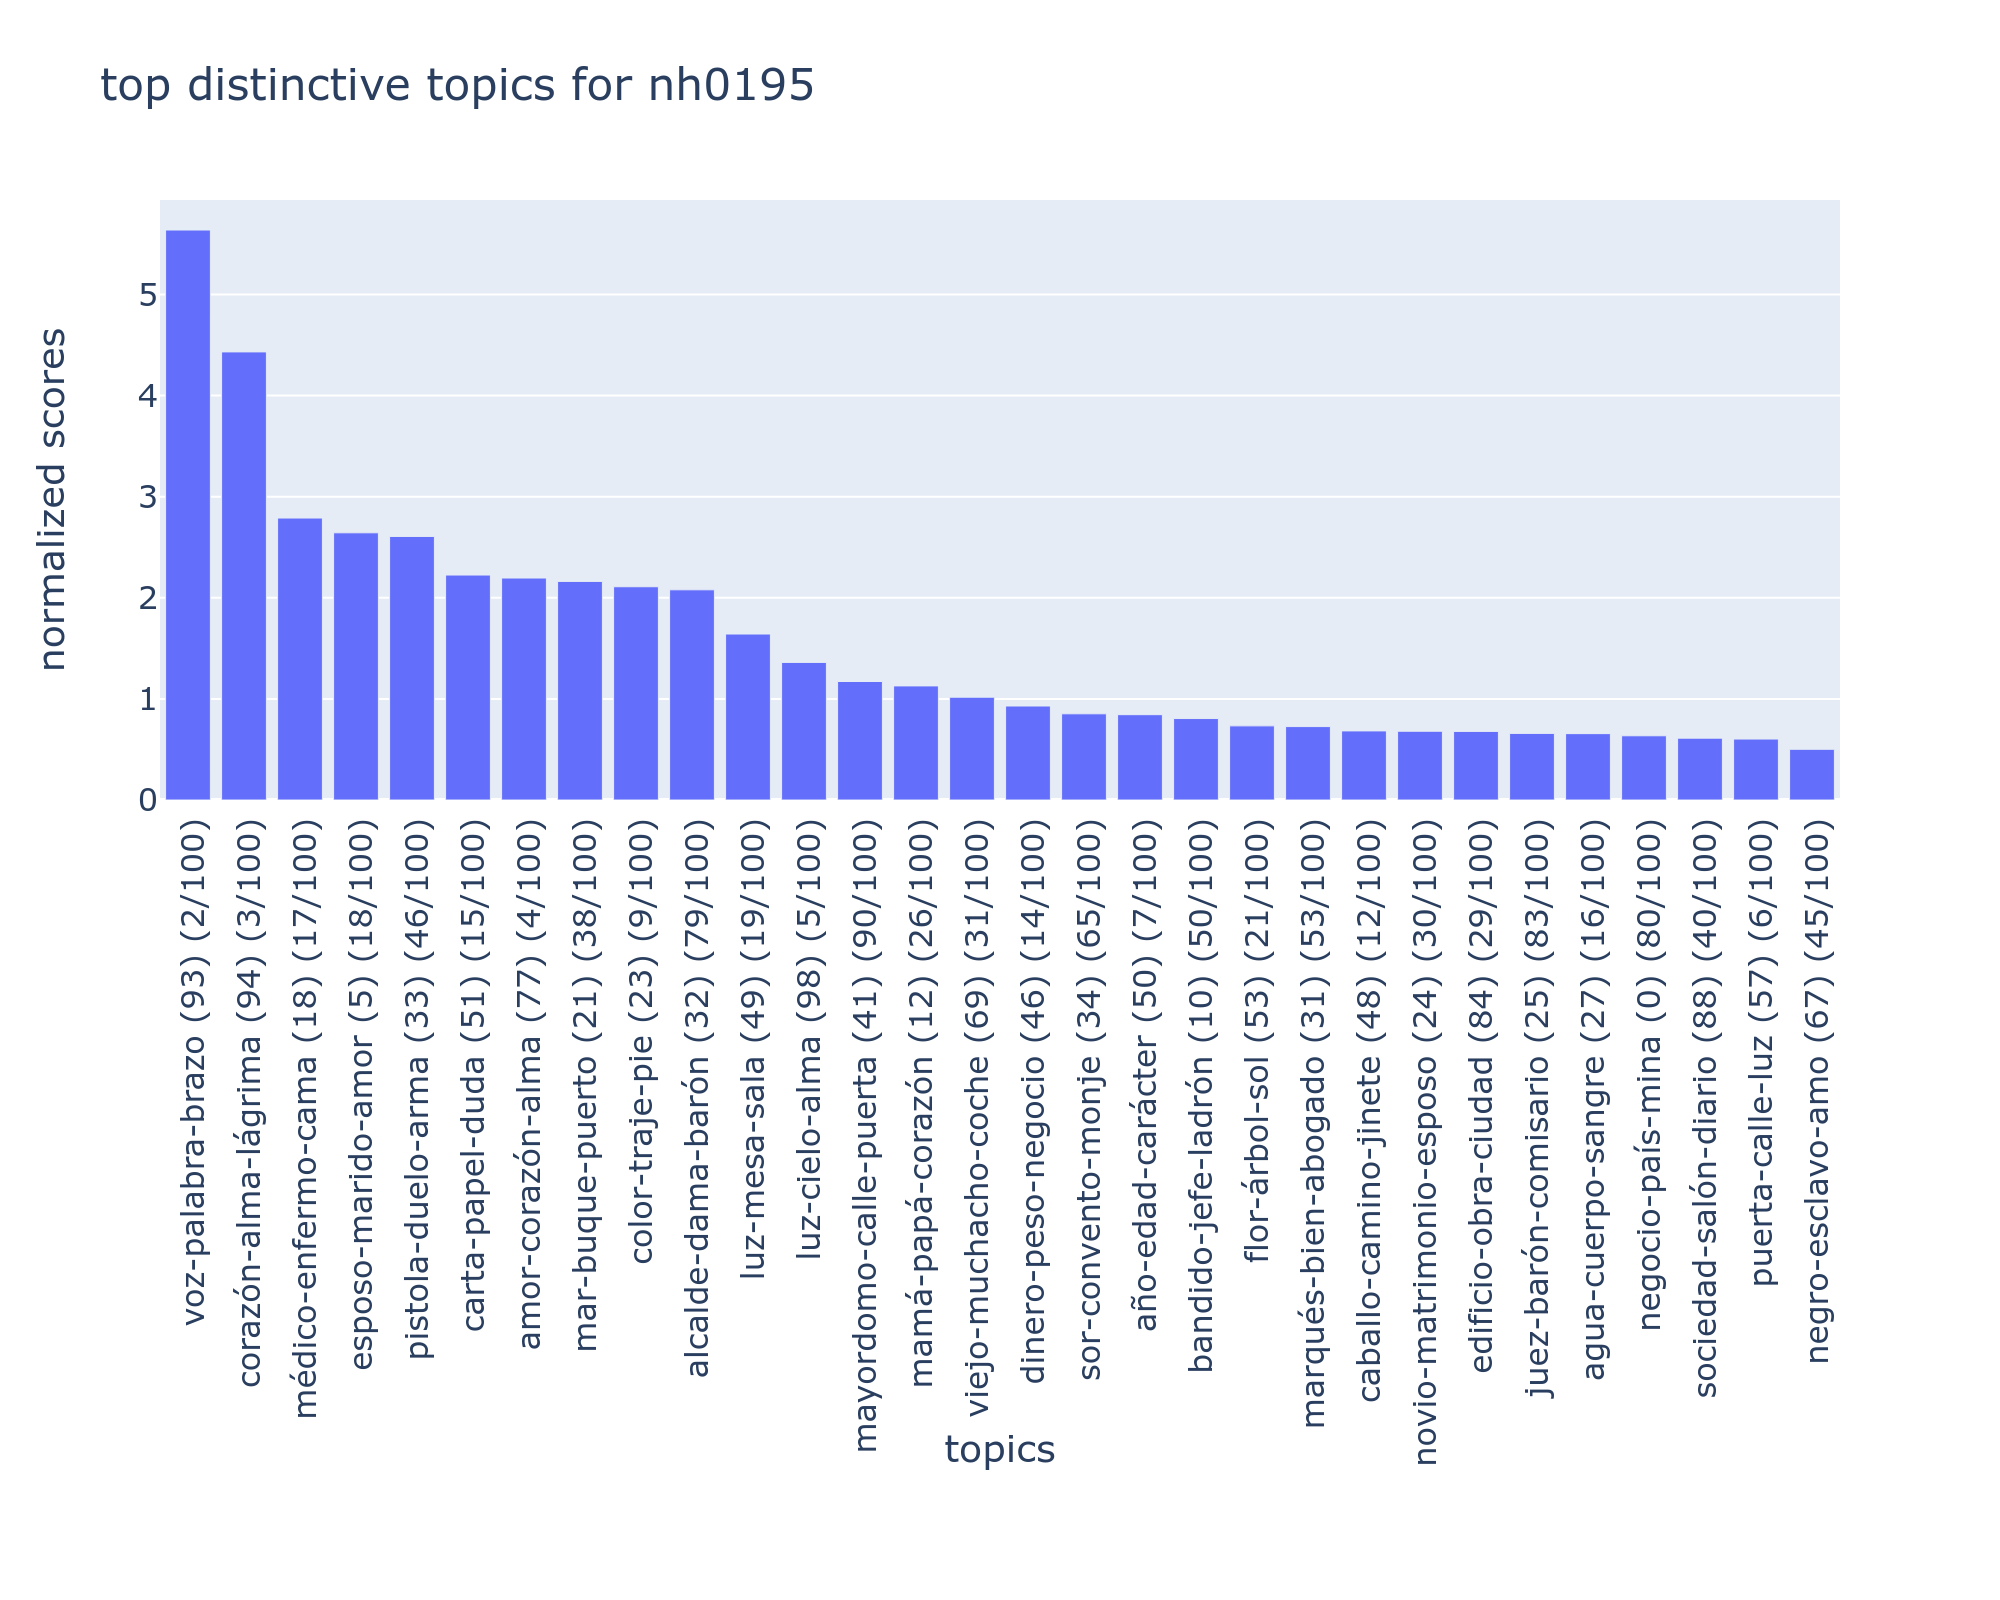 top distinctive topics for nh0195
normalized scores
5
4
3
2
1
0
voz-palabra-brazo (93) (2/100)
corazón-alma-lágrima (94) (3/100)
médico-enfermo-cama (18) (17/100)
esposo-marido-amor (5) (18/100)
pistola-duelo-arma (33) (46/100)
carta-papel-duda (51) (15/100)
amor-corazón-alma (77) (4/100)
mar-buque-puerto (21) (38/100)
color-traje-pie (23) (9/100)
alcalde-dama-barón (32) (79/100)
luz-mesa-sala (49) (19/100)
luz-cielo-alma (98) (5/100)
mayordomo-calle-puerta (41) (90/100)
mamá-papá-corazón (12) (26/100)
viejo-muchacho-coche (69) (31/100)
dinero-peso-negocio (46) (14/100)
sor-convento-monje (34) (65/100)
año-edad-carácter (50) (7/100)
bandido-jefe-ladrón (10) (50/100)
flor-árbol-sol (53) (21/100)
marqués-bien-abogado (31) (53/100)
caballo-camino-jinete (48) (12/100)
novio-matrimonio-esposo (24) (30/100)
edificio-obra-ciudad (84) (29/100)
juez-barón-comisario (25) (83/100)
agua-cuerpo-sangre (27) (16/100)
negocio-país-mina (0) (80/100)
sociedad-salón-diario (88) (40/100)
puerta-calle-luz (57) (6/100)
negro-esclavo-amo (67) (45/100)
topics